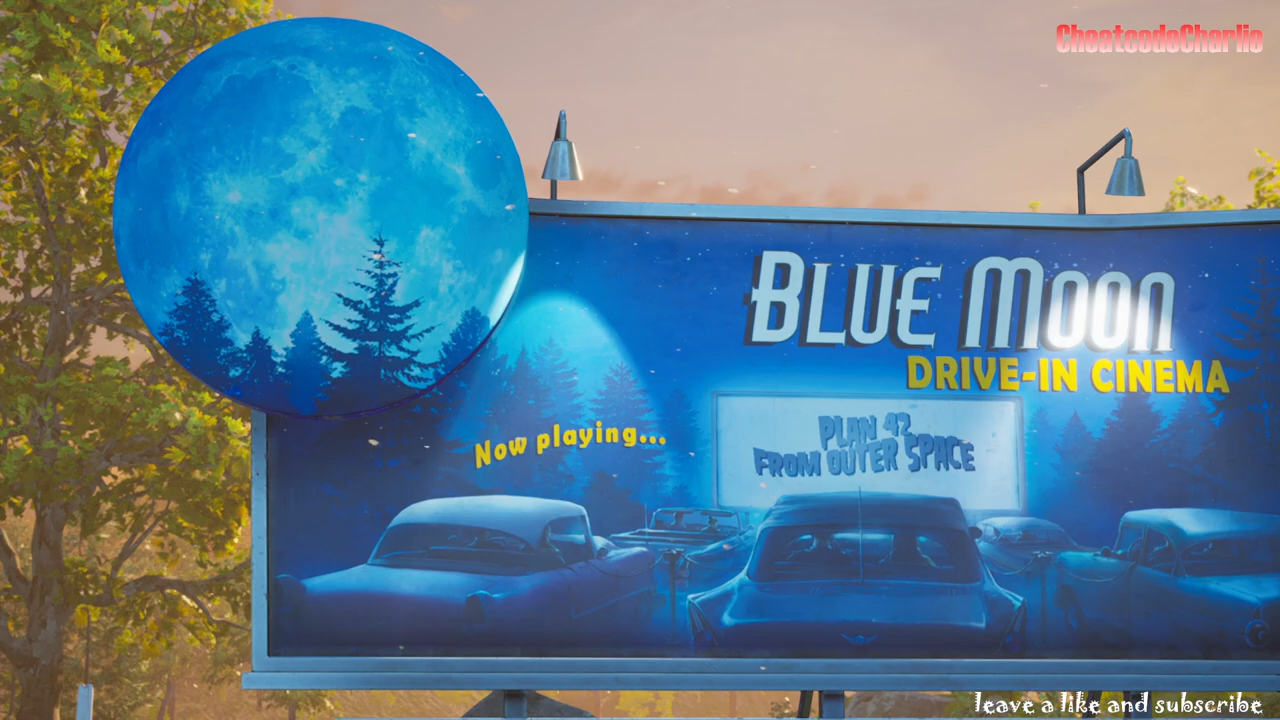 CheatcodeCharlie
BLUE MOON
DRIVE-IN CINEMA
Now playing...
PLAN 42
FROM OUTER SPACE
leave a like and subscribe